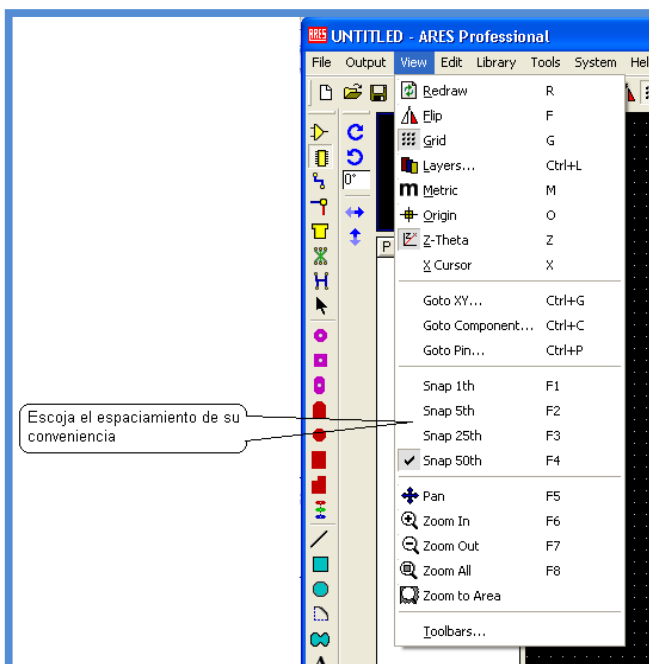 ARES UNTITLED - ARES Professional
File Output View Edit Library Tools System Hel
Redraw R
Flip F
Grid G
Layers... Ctrl+L
m Metric M
Origin O
Z-Theta Z
X Cursor X
Goto XY... Ctrl+G
Goto Component... Ctrl+C
Goto Pin... Ctrl+P
Snap 1th F1
Snap 5th F2
Snap 25th F3
Snap 50th F4
Pan F5
Zoom In F6
Zoom Out F7
Zoom All F8
Zoom to Area
Toolbars...
0°
P
Escoja el espaciamiento de su
conveniencia
A